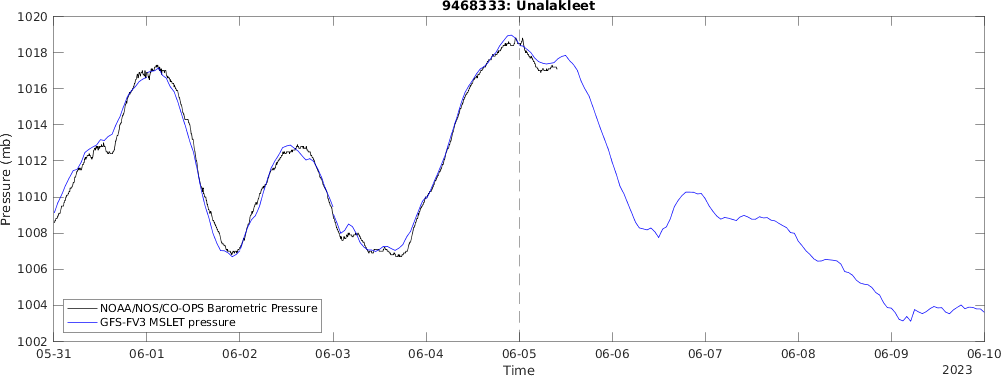 9468333: Unalakleet
1020
1018
1016
1014
1012
1010
1008
1006
1004
1002
Pressure (mb)
NOAA/NOS/CO-OPS Barometric Pressure
GFS-FV3 MSLET pressure
05-31 06-01 06-02 06-03 06-04 06-05 06-06 06-07 06-08 06-09 06-10
Time
2023